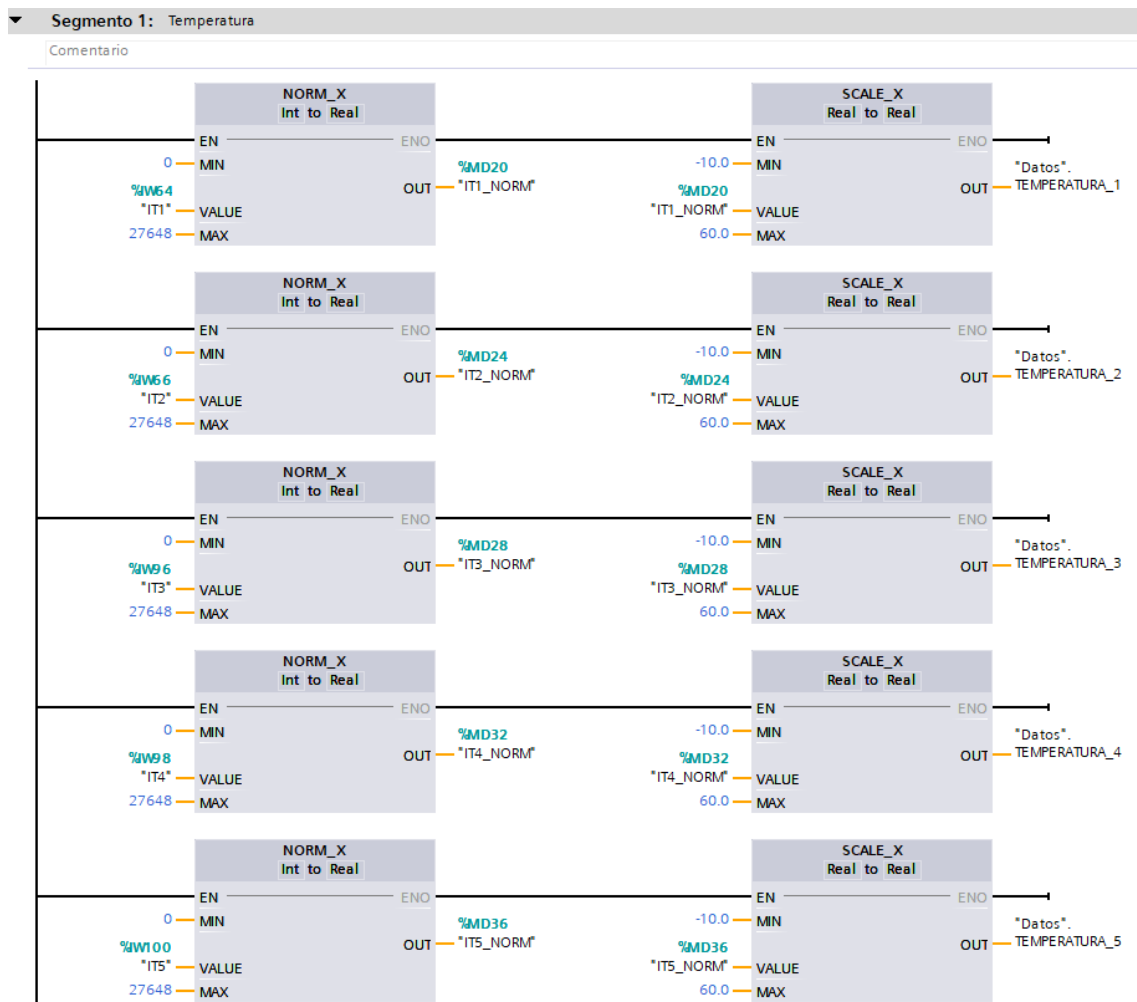 Segmento 1: Temperatura
Comentario
NORM_X
Int to Real
EN ENO
0 MIN
%IW64
"IT1" VALUE
27648 MAX
OUT
%MD20
"IT1_NORM"
SCALE_X
Real to Real
EN ENO
-10.0 MIN
%MD20
"IT1_NORM" VALUE
60.0 MAX
OUT
"Datos".
TEMPERATURA_1
NORM_X
Int to Real
EN ENO
0 MIN
%IW66
"IT2" VALUE
27648 MAX
OUT
%MD24
"IT2_NORM"
SCALE_X
Real to Real
EN ENO
-10.0 MIN
%MD24
"IT2_NORM" VALUE
60.0 MAX
OUT
"Datos".
TEMPERATURA_2
NORM_X
Int to Real
EN ENO
0 MIN
%IW96
"IT3" VALUE
27648 MAX
OUT
%MD28
"IT3_NORM"
SCALE_X
Real to Real
EN ENO
-10.0 MIN
%MD28
"IT3_NORM" VALUE
60.0 MAX
OUT
"Datos".
TEMPERATURA_3
NORM_X
Int to Real
EN ENO
0 MIN
%IW98
"IT4" VALUE
27648 MAX
OUT
%MD32
"IT4_NORM"
SCALE_X
Real to Real
EN ENO
-10.0 MIN
%MD32
"IT4_NORM" VALUE
60.0 MAX
OUT
"Datos".
TEMPERATURA_4
NORM_X
Int to Real
EN ENO
0 MIN
%IW100
"IT5" VALUE
27648 MAX
OUT
%MD36
"IT5_NORM"
SCALE_X
Real to Real
EN ENO
-10.0 MIN
%MD36
"IT5_NORM" VALUE
60.0 MAX
OUT
"Datos".
TEMPERATURA_5